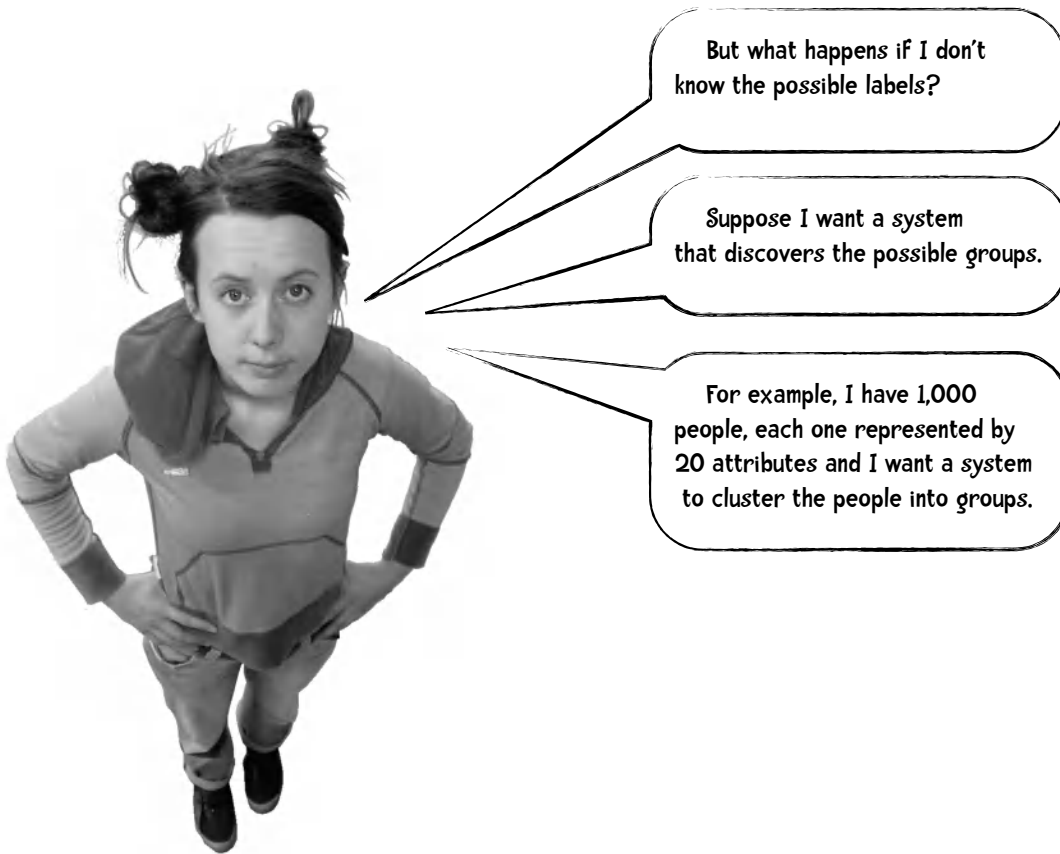 But what happens if I don't
know the possible labels?
Suppose I want a system
that discovers the possible groups.
For example, I have 1,000
people, each one represented by
20 attributes and I want a system
to cluster the people into groups.